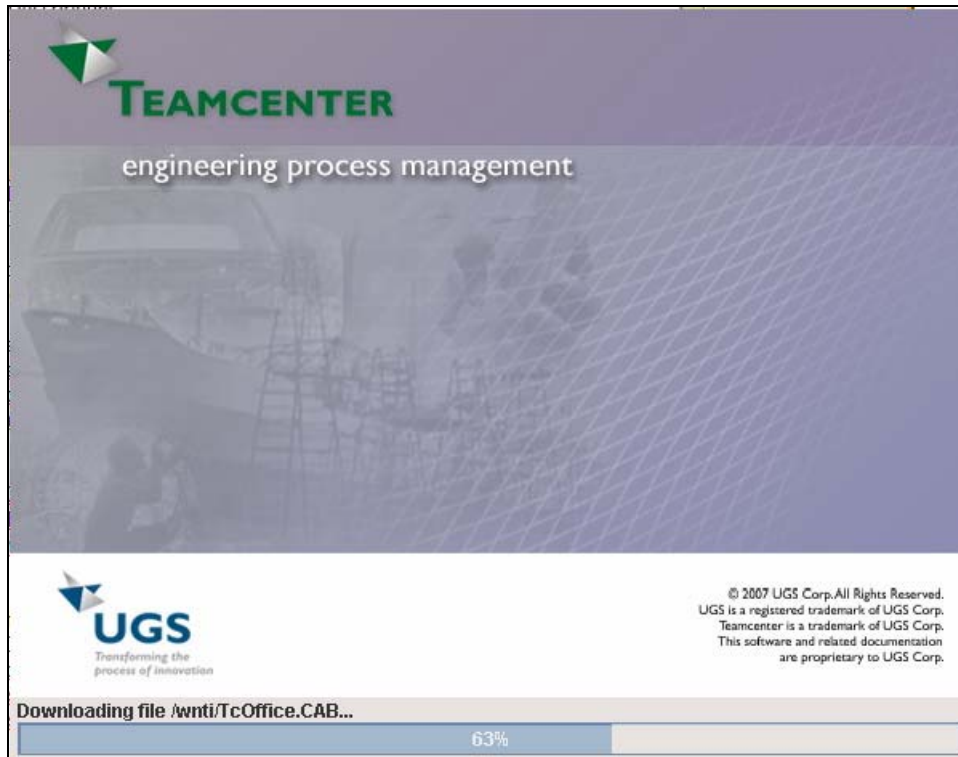 TEAMCENTER
engineering process management
UGS
Transforming the
process of innovation
© 2007 UGS Corp. All Rights Reserved.
UGS is a registered trademark of UGS Corp.
Teamcenter is a trademark of UGS Corp.
This software and related documentation
are proprietary to UGS Corp.
Downloading file /wnti/TcOffice.CAB...
63%